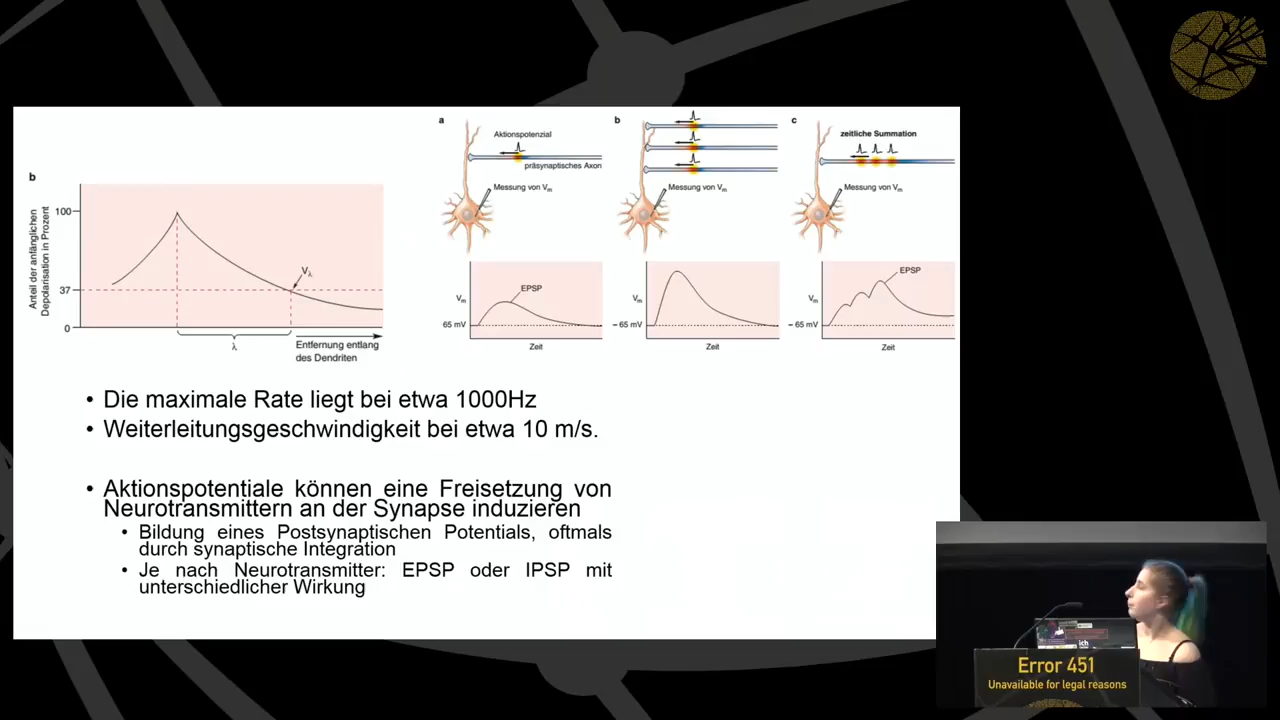 b
Anteil der anfänglichen
Depolarisation in Prozent
100
37
0
Vλ
λ
Entfernung entlang
des Dendriten
a
Aktionspotenzial
präsynaptisches Axon
Messung von Vm
Vm
EPSP
65 mV
Zeit
b
Messung von Vm
Vm
– 65 mV
Zeit
c
zeitliche Summation
Messung von Vm
EPSP
Vm
– 65 mV
Zeit
• Die maximale Rate liegt bei etwa 1000Hz
• Weiterleitungsgeschwindigkeit bei etwa 10 m/s.
• Aktionspotentiale können eine Freisetzung von
Neurotransmittern an der Synapse induzieren
• Bildung eines Postsynaptischen Potentials, oftmals
durch synaptische Integration
• Je nach Neurotransmitter: EPSP oder IPSP mit
unterschiedlicher Wirkung
ich
Error 451
Unavailable for legal reasons